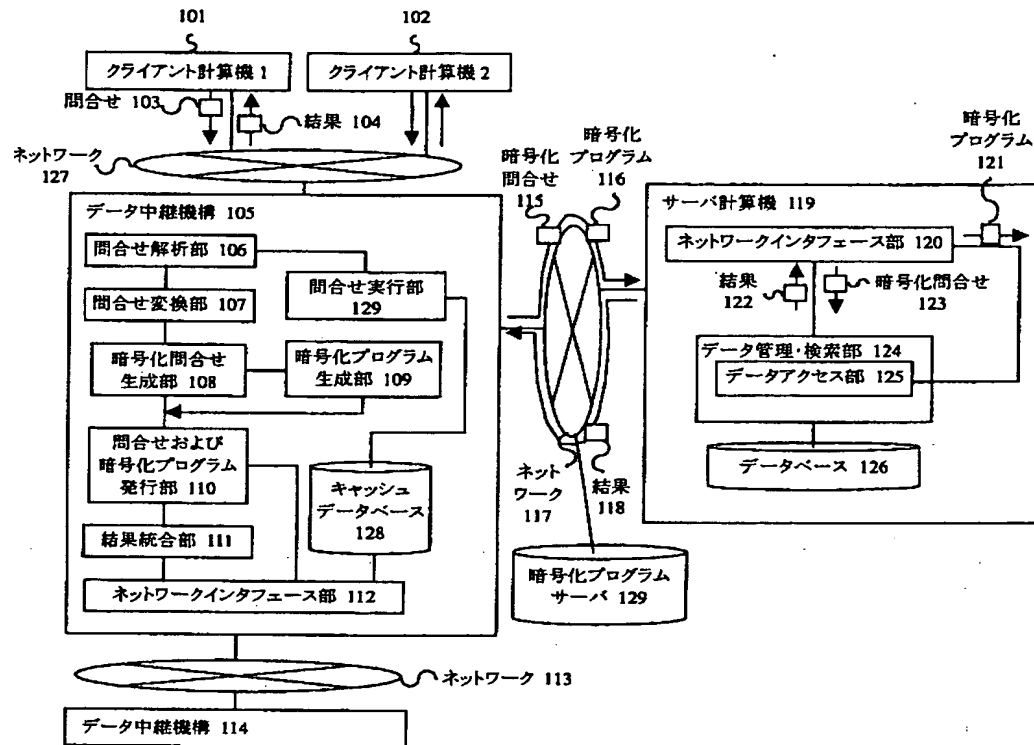 101
102
クライアント計算機 1
クライアント計算機 2
問合せ
103
結果 104
ネットワーク
127
データ中継機構 105
問合せ解析部 106
問合せ変換部 107
問合せ実行部
129
暗号化問合せ
生成部 108
暗号化プログラム
生成部 109
問合せおよび
暗号化プログラム
発行部 110
キャッシュ
データベース
128
結果統合部 111
ネットワークインタフェース部 112
ネットワーク 113
データ中継機構 114
暗号化
問合せ
115
暗号化
プログラム
116
ネット
ワーク
117
結果
118
暗号化プログラム
サーバ 129
暗号化
プログラム
121
サーバ計算機 119
ネットワークインタフェース部 120
結果
122
暗号化問合せ
123
データ管理・検索部 124
データアクセス部 125
データベース 126